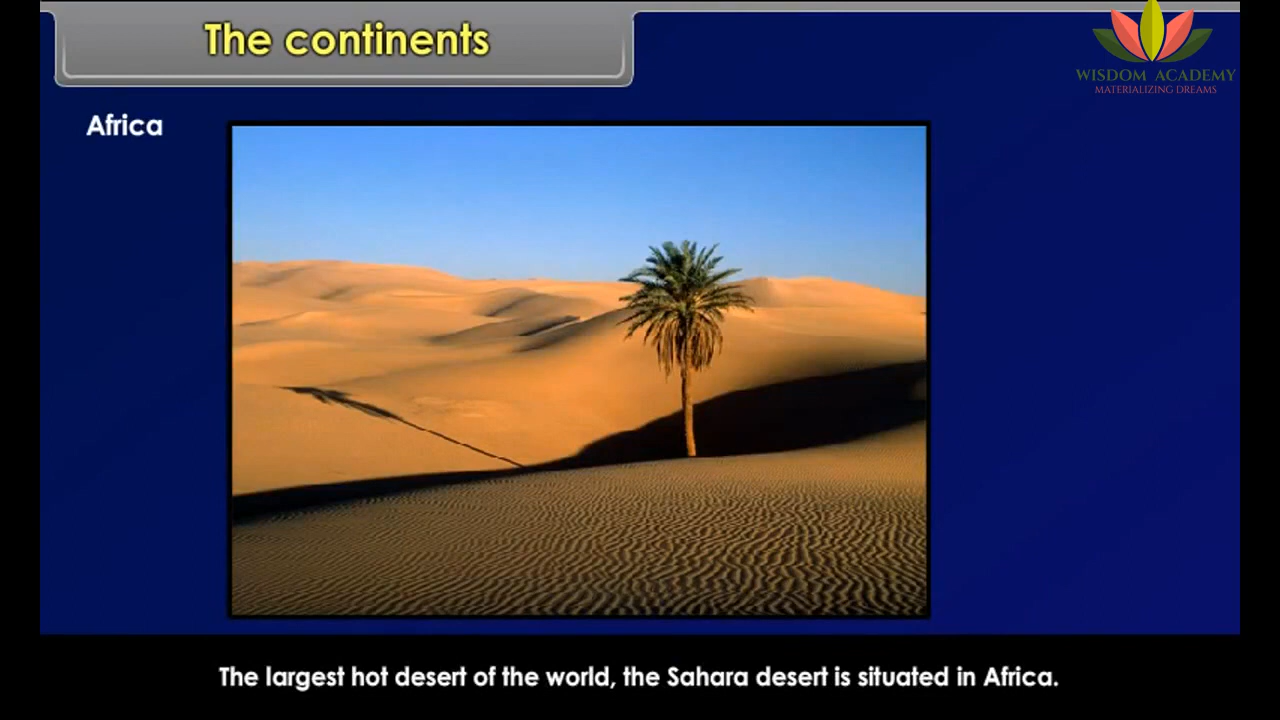 The continents
WISDOM ACADEMY
MATERIALIZING DREAMS
Africa
The largest hot desert of the world, the Sahara desert is situated in Africa.